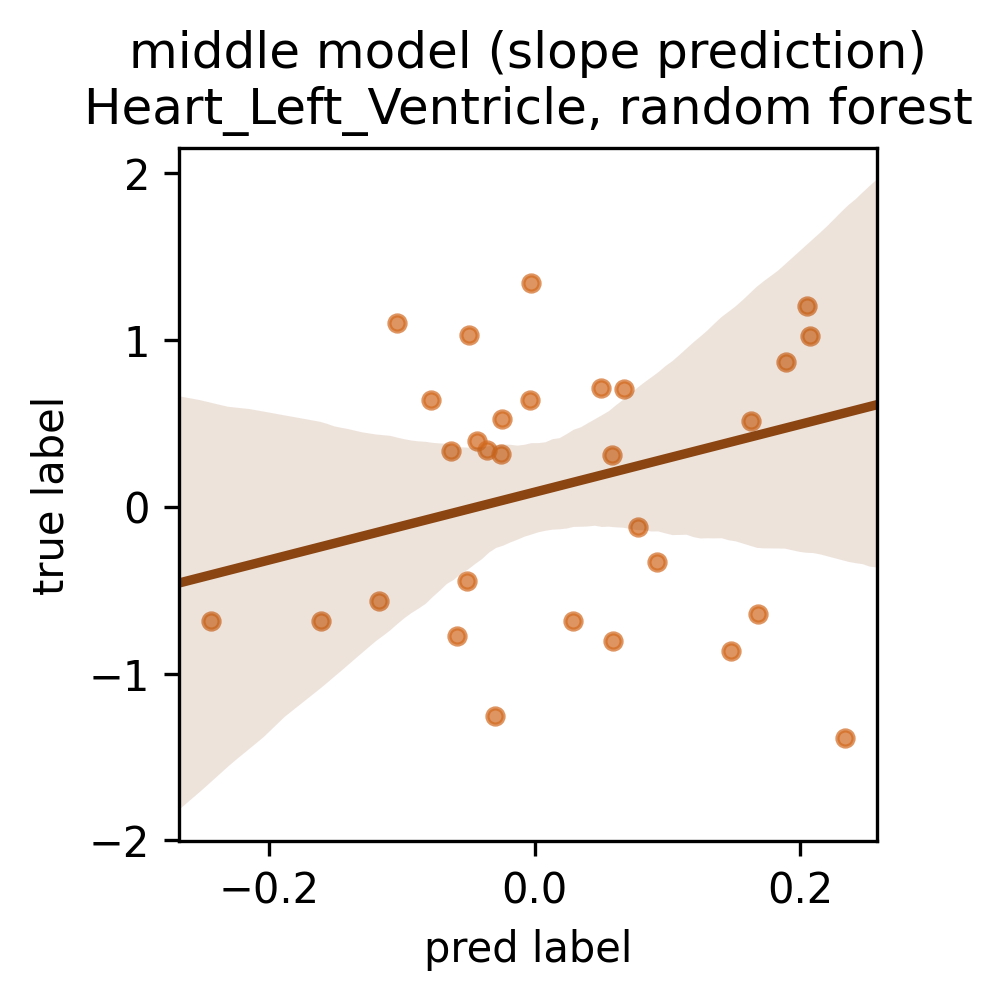 middle model (slope prediction)
Heart_Left_Ventricle, random forest
2
1
0
−1
−2
true label
−0.2
0.0
0.2
pred label